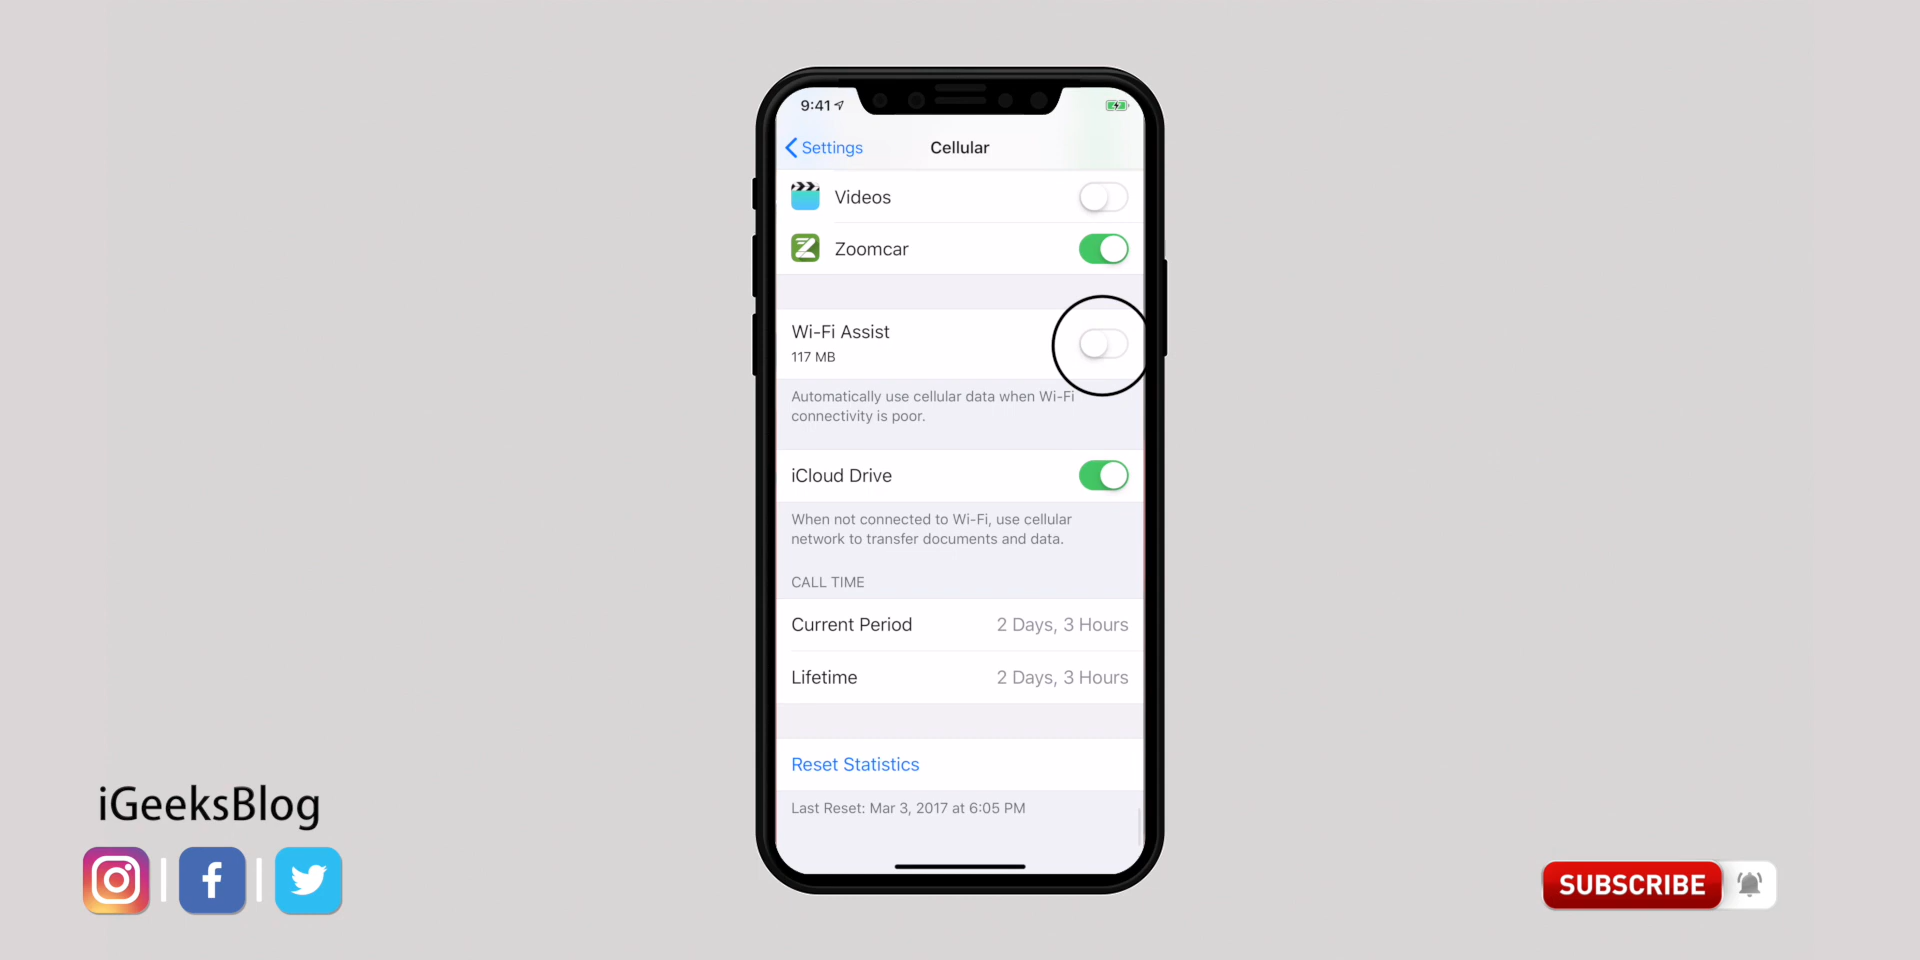 9:41
Settings
Cellular
Videos
Zoomcar
Wi-Fi Assist
117 MB
Automatically use cellular data when Wi-Fi
connectivity is poor.
iCloud Drive
When not connected to Wi-Fi, use cellular
network to transfer documents and data.
CALL TIME
Current Period 2 Days, 3 Hours
Lifetime 2 Days, 3 Hours
Reset Statistics
Last Reset: Mar 3, 2017 at 6:05 PM
iGeeksBlog
SUBSCRIBE